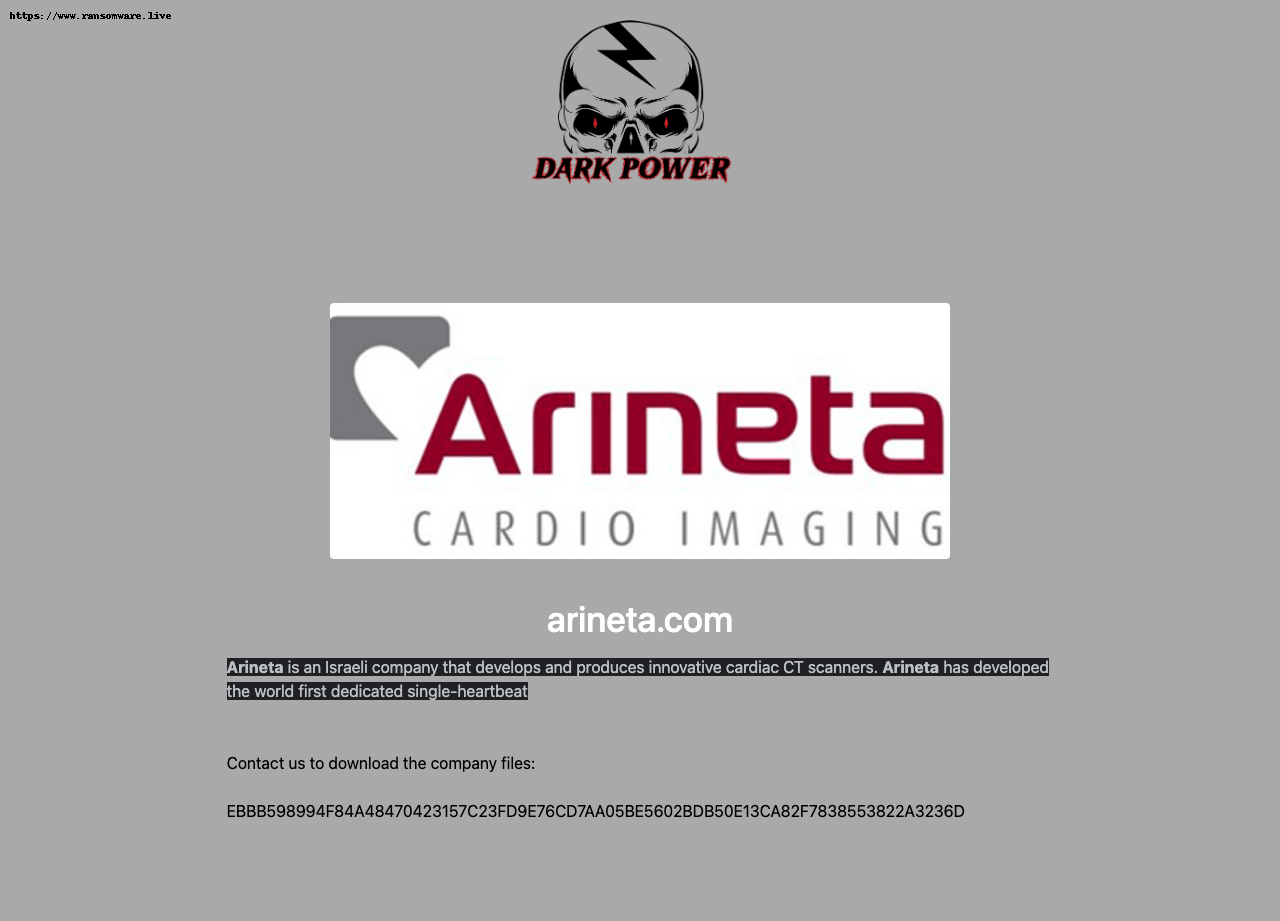 https://www.ransomware.live
DARK POWER
Arineta
CARDIO IMAGING
arineta.com
Arineta is an Israeli company that develops and produces innovative cardiac CT scanners. Arineta has developed
the world first dedicated single-heartbeat
Contact us to download the company files:
EBBB598994F84A48470423157C23FD9E76CD7AA05BE5602BDB50E13CA82F7838553822A3236D